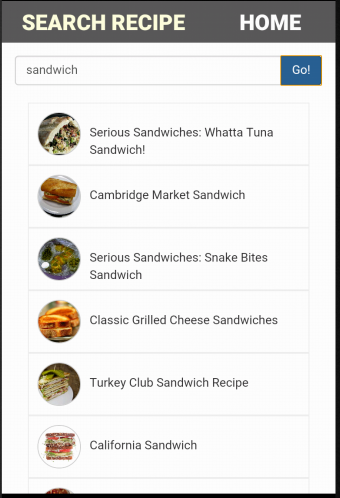 SEARCH RECIPE HOME
sandwich Go!
Serious Sandwiches: Whatta Tuna
Sandwich!
Cambridge Market Sandwich
Serious Sandwiches: Snake Bites
Sandwich
Classic Grilled Cheese Sandwiches
Turkey Club Sandwich Recipe
California Sandwich